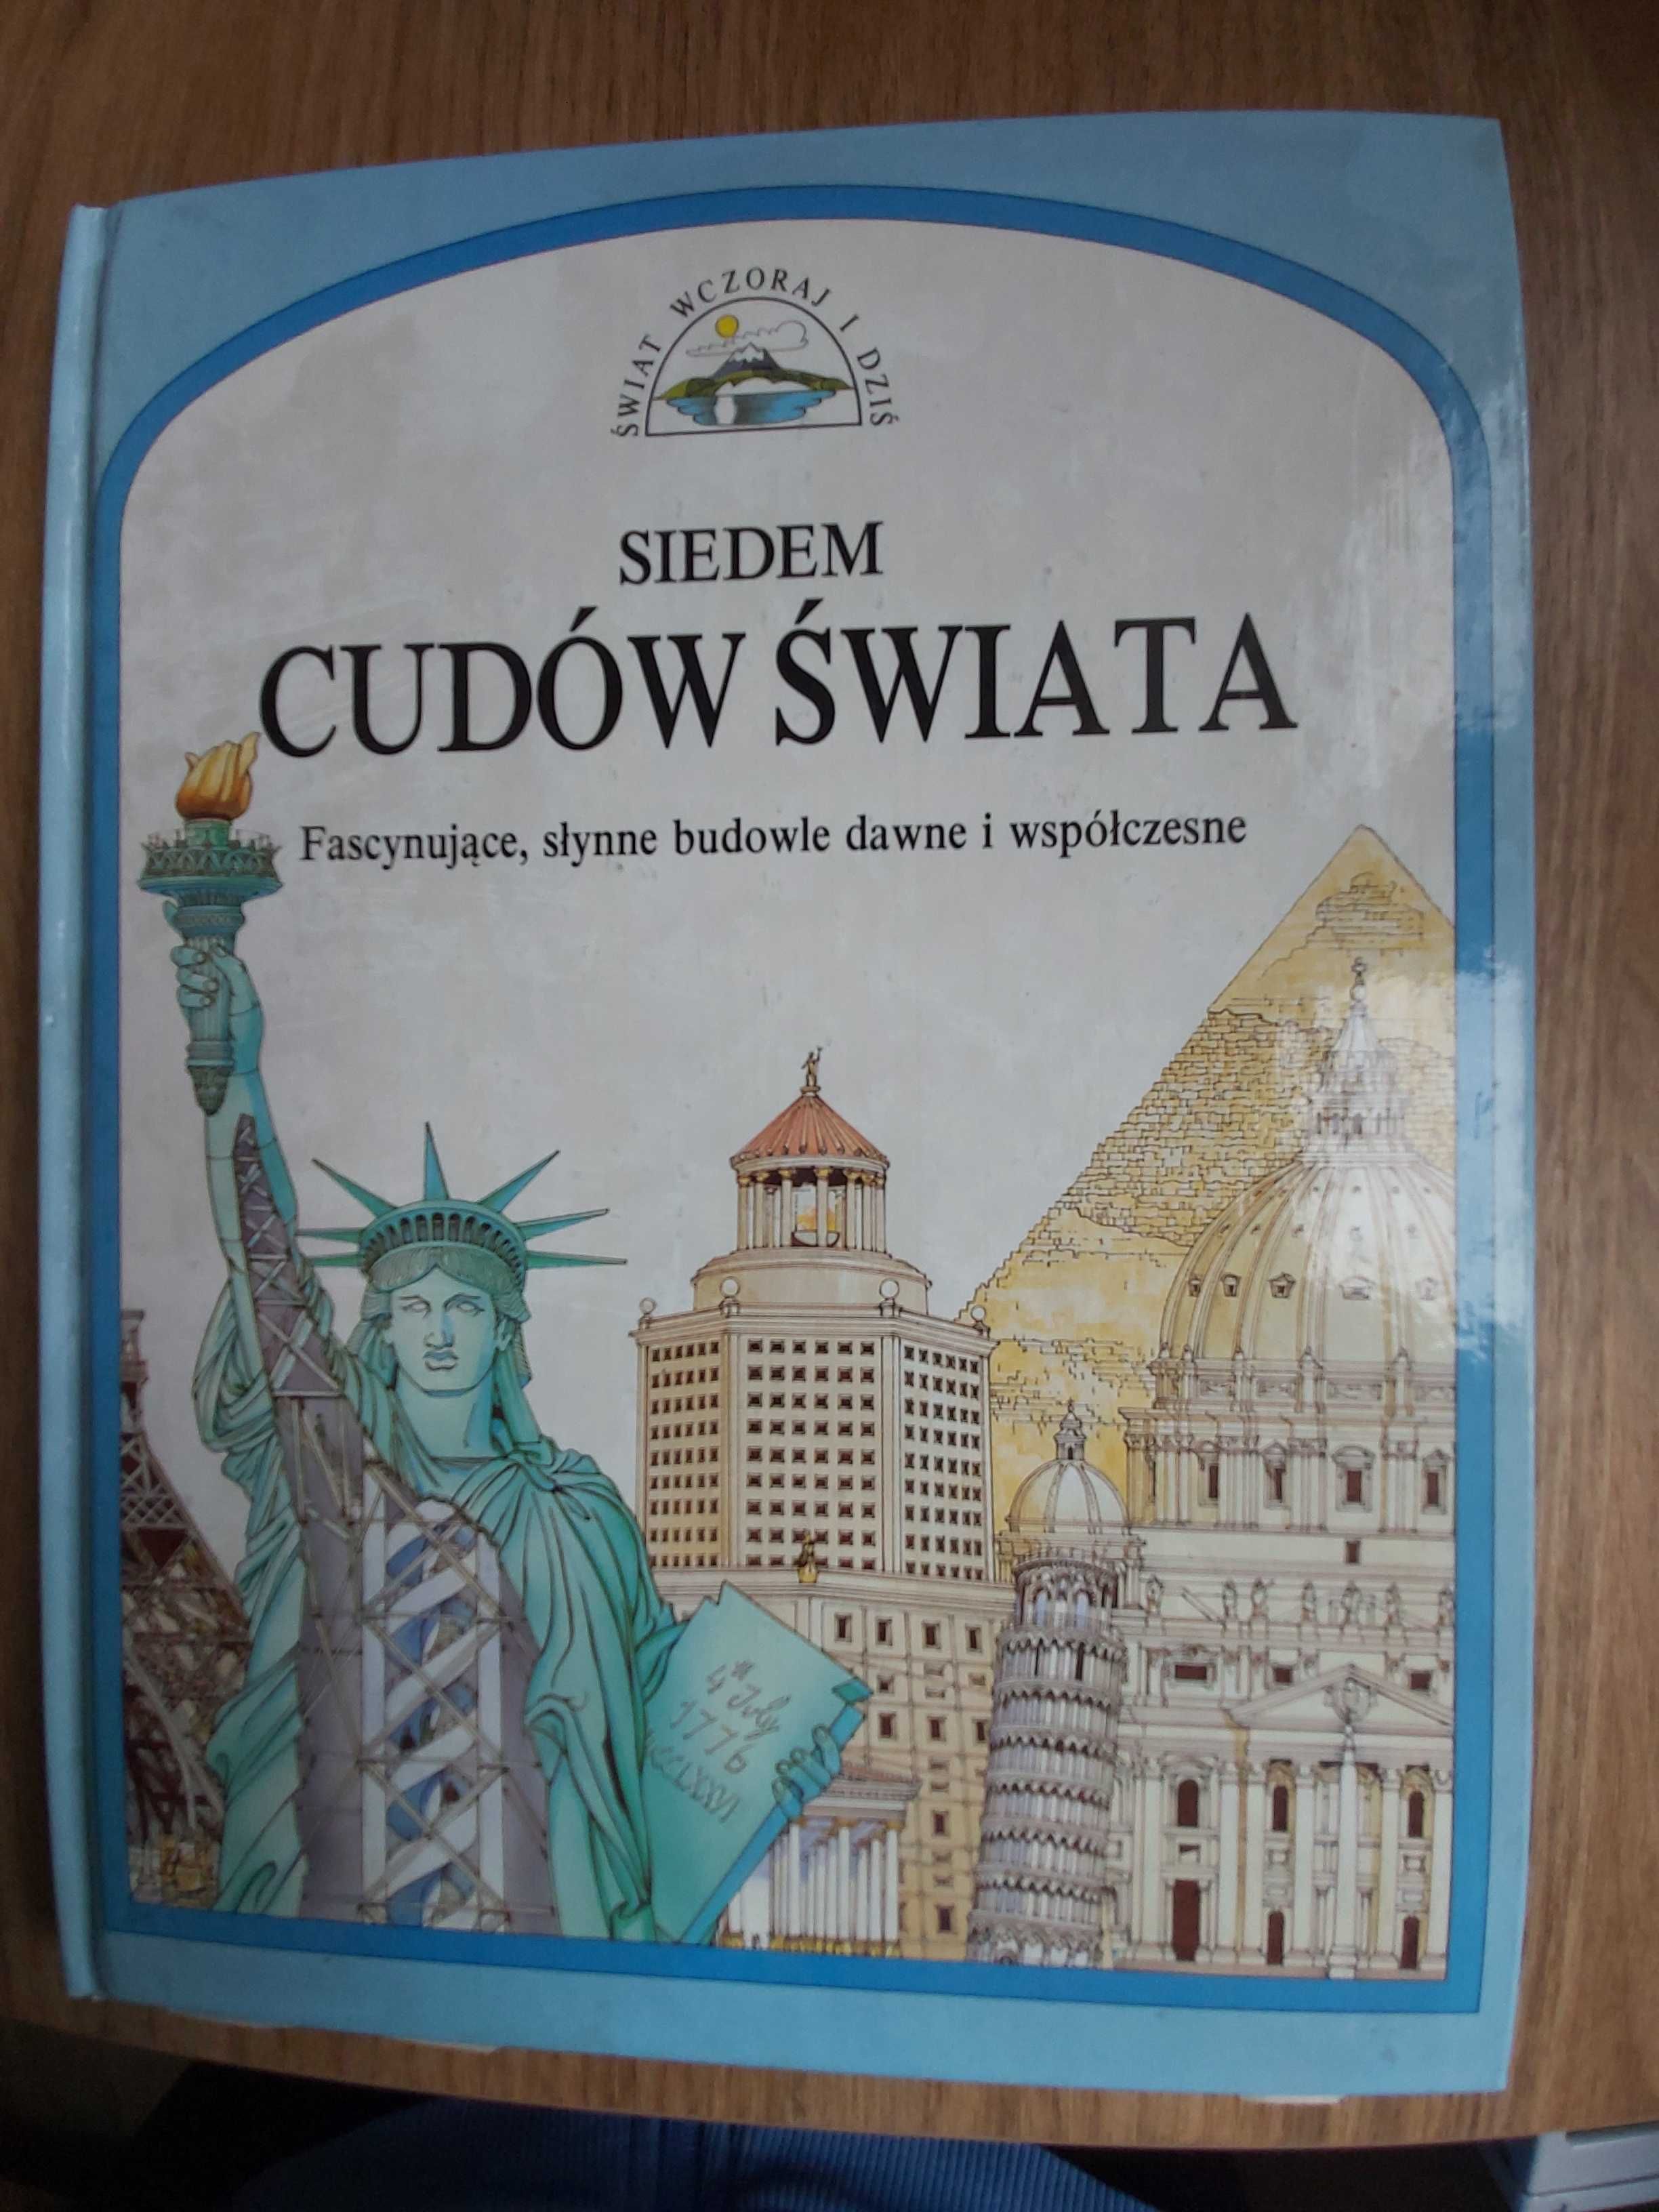 ŚWIAT WCZORAJ I DZIŚ
SIEDEM
CUDÓW ŚWIATA
Fascynujące, słynne budowle dawne i współczesne
4th July
1776